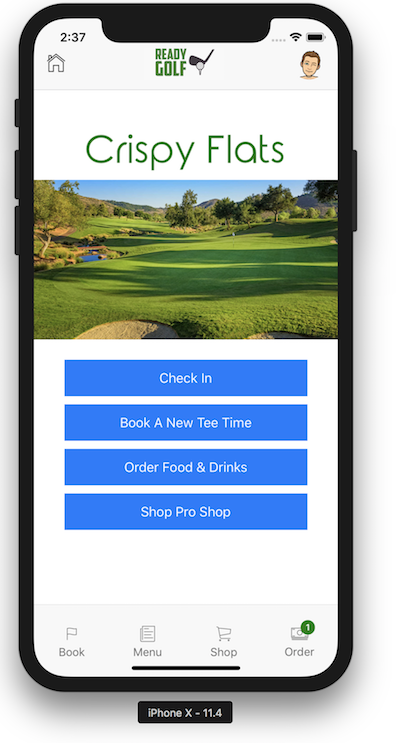 2:37
READY
GOLF
Crispy Flats
Check In
Book A New Tee Time
Order Food & Drinks
Shop Pro Shop
1
Book
Menu
Shop
Order
iPhone X - 11.4